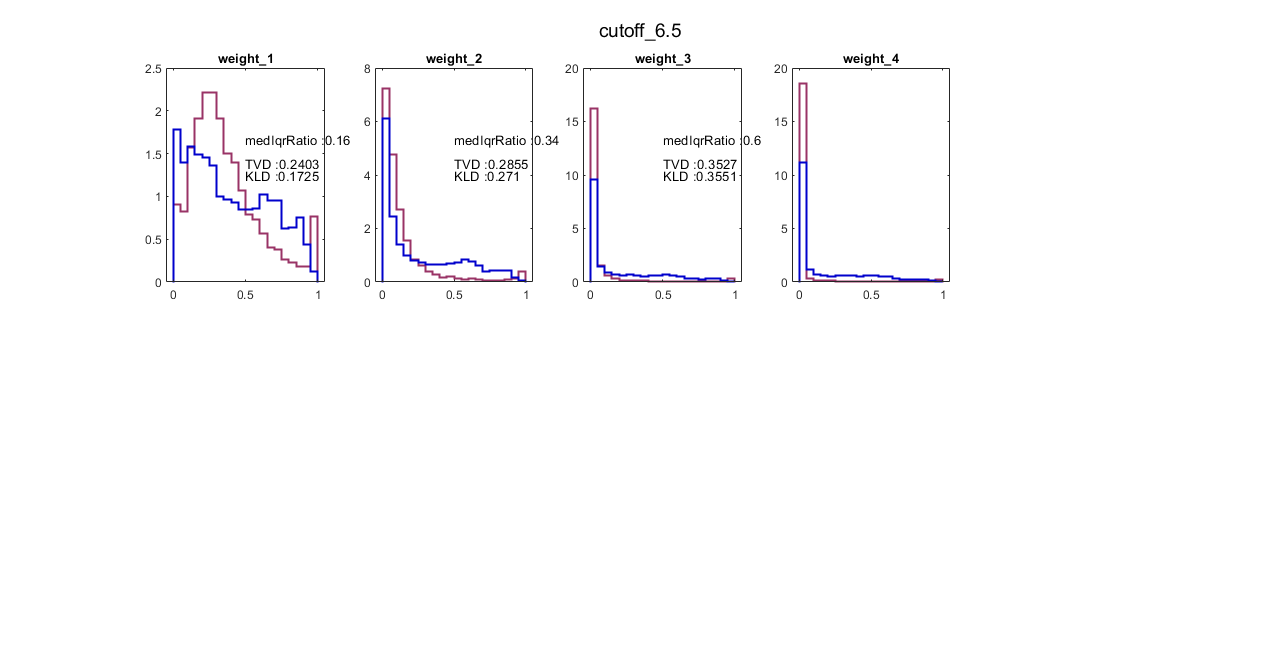 cutoff_6.5
weight_1
2.5
2
1.5
1
0.5
0
0
0.5
1
medIqrRatio :0.16
TVD :0.2403
KLD :0.1725
weight_2
8
6
4
2
0
0
0.5
1
medIqrRatio :0.34
TVD :0.2855
KLD :0.271
weight_3
20
15
10
5
0
0
0.5
1
medIqrRatio :0.6
TVD :0.3527
KLD :0.3551
weight_4
20
15
10
5
0
0
0.5
1